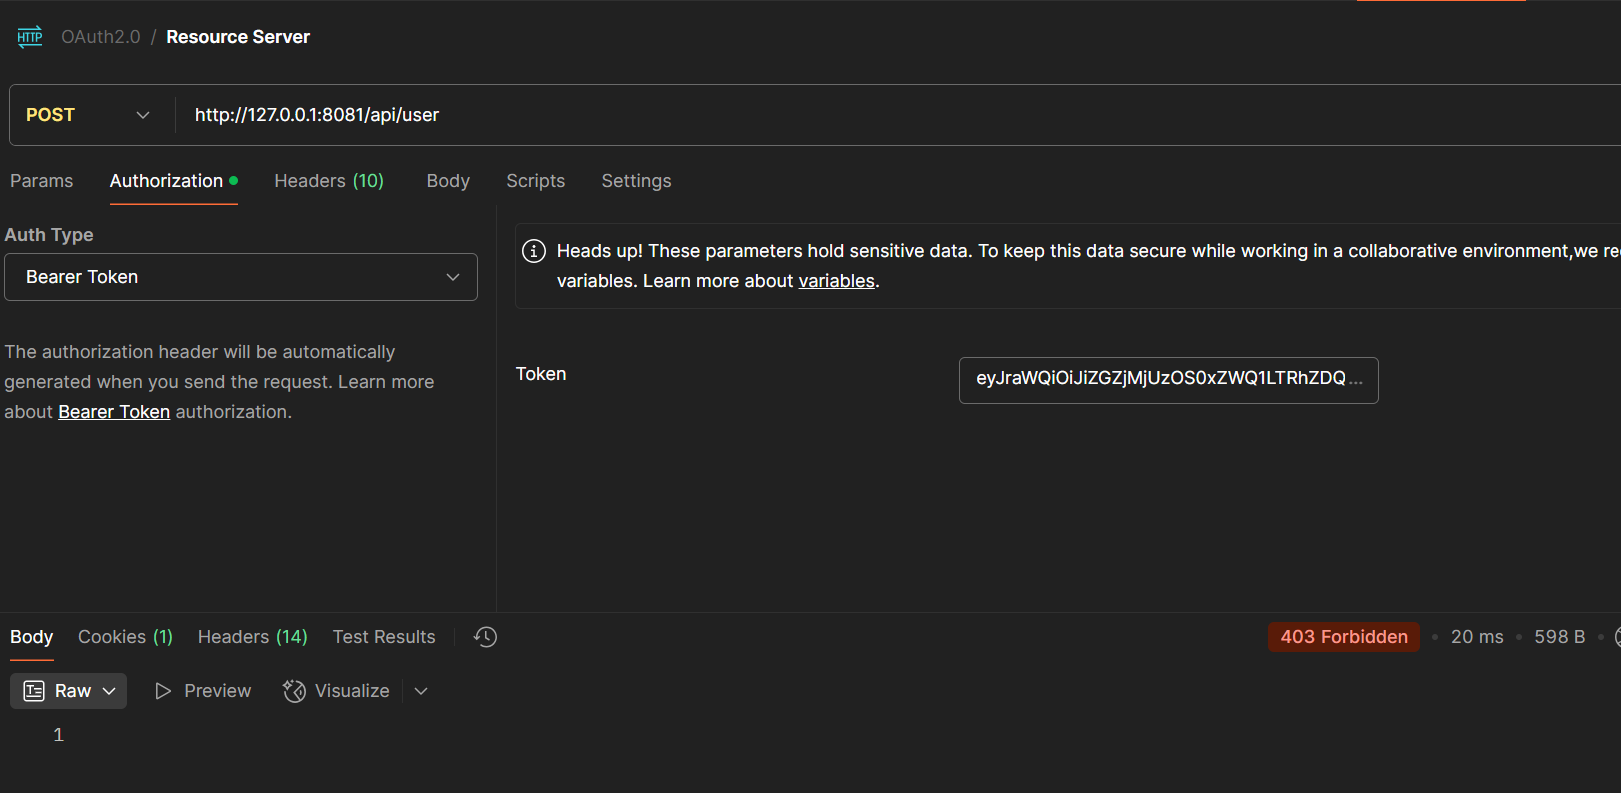 HTTP OAuth2.0 / Resource Server
POST http://127.0.0.1:8081/api/user
Params Authorization Headers (10) Body Scripts Settings
Auth Type
Bearer Token
The authorization header will be automatically
generated when you send the request. Learn more
about Bearer Token authorization.
Heads up! These parameters hold sensitive data. To keep this data secure while working in a collaborative environment,we re
variables. Learn more about variables.
Token eyJraWQiOiJiZGZjMjUzOS0xZWQ1LTRhZDQ...
Body Cookies (1) Headers (14) Test Results 403 Forbidden • 20 ms • 598 B •
Raw Preview Visualize
1